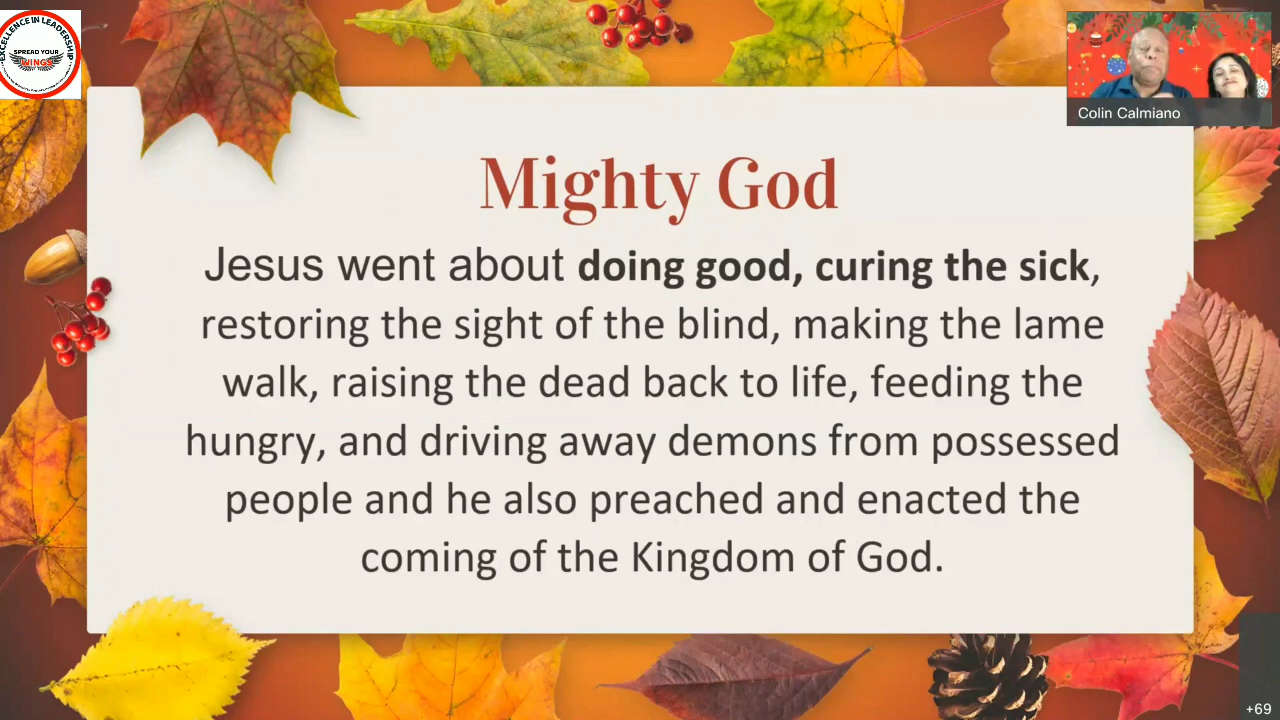 EXCELLENCE IN LEADERSHIP
SPREAD YOUR
WINGS
Colin Calmiano
Mighty God
Jesus went about doing good, curing the sick,
restoring the sight of the blind, making the lame
walk, raising the dead back to life, feeding the
hungry, and driving away demons from possessed
people and he also preached and enacted the
coming of the Kingdom of God.
+69